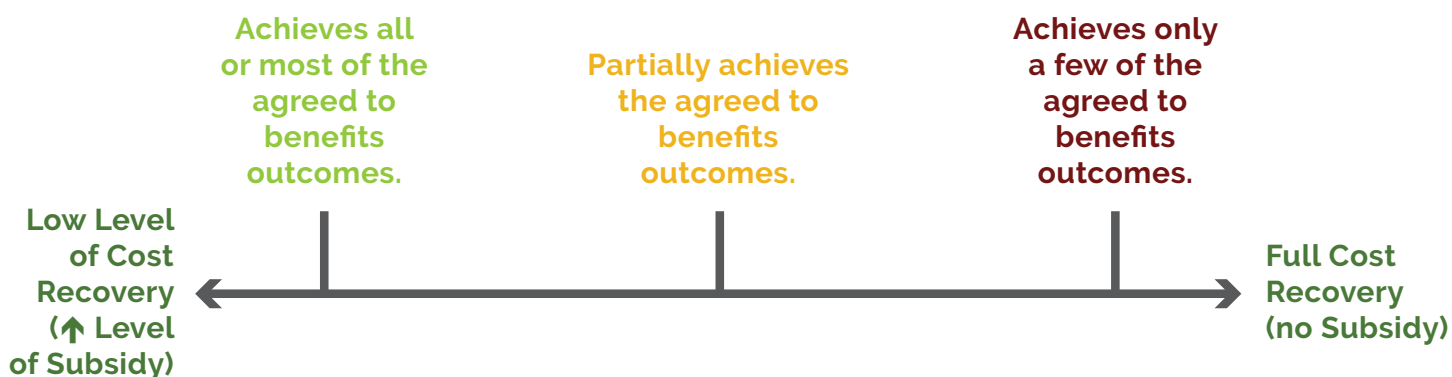 Achieves all
or most of the
agreed to
benefits
outcomes.
Partially achieves
the agreed to
benefits
outcomes.
Achieves only
a few of the
agreed to
benefits
outcomes.
Low Level
of Cost
Recovery
(↑ Level
of Subsidy)
Full Cost
Recovery
(no Subsidy)